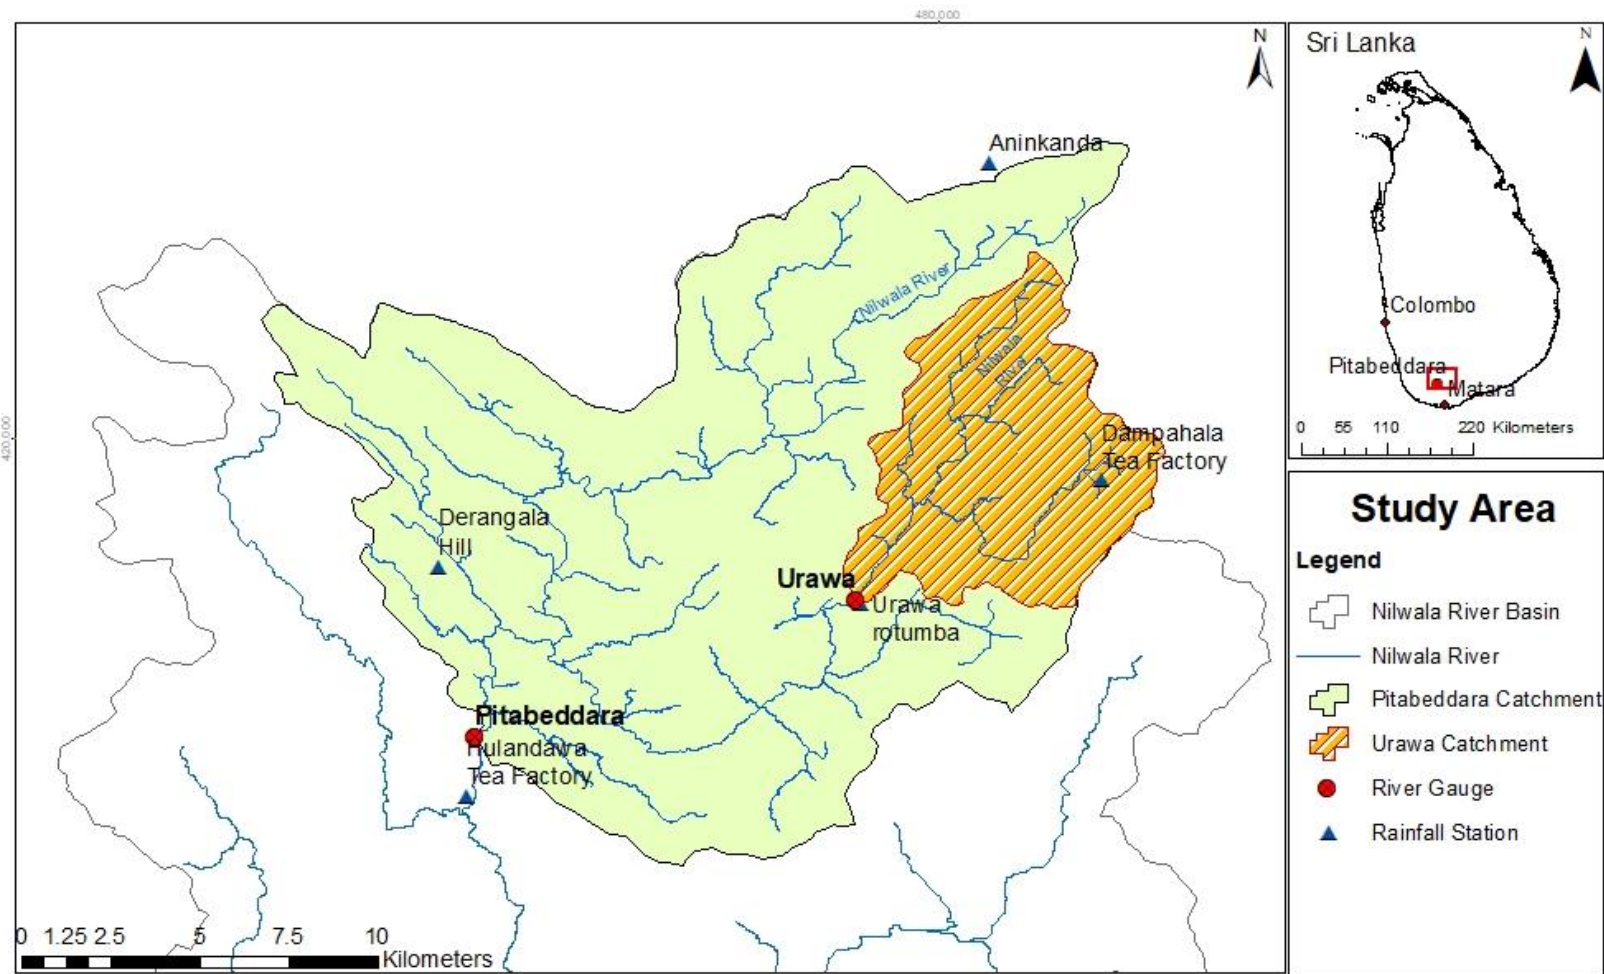 480,000
N
Aninkanda
Nilwala River
Nilwala
River
420,000
Dampahala
Tea Factory
Derangala
Hill
Urawa
Urawa
rotumba
Pitabeddara
Hulandawa
Tea Factory
0 1.25 2.5 5 7.5 10
Kilometers
Sri Lanka
N
Colombo
Pitabeddara
Matara
0 55 110 220 Kilometers
Study Area
Legend
Nilwala River Basin
Nilwala River
Pitabeddara Catchment
Urawa Catchment
River Gauge
Rainfall Station